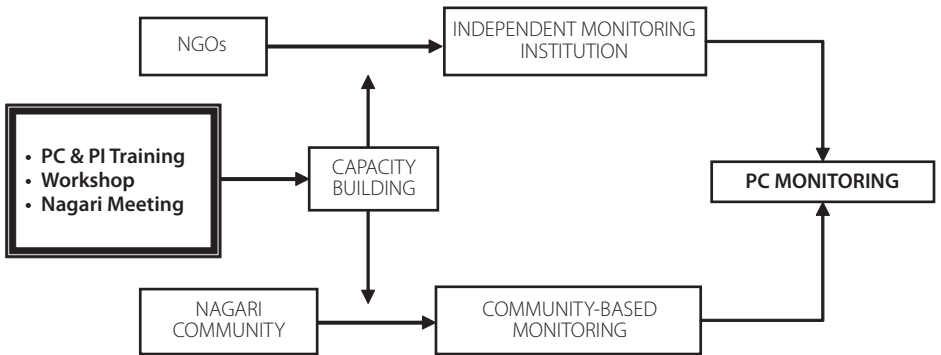 NGOs
INDEPENDENT MONITORING
INSTITUTION
• PC & PI Training
• Workshop
• Nagari Meeting
CAPACITY
BUILDING
PC MONITORING
NAGARI
COMMUNITY
COMMUNITY-BASED
MONITORING